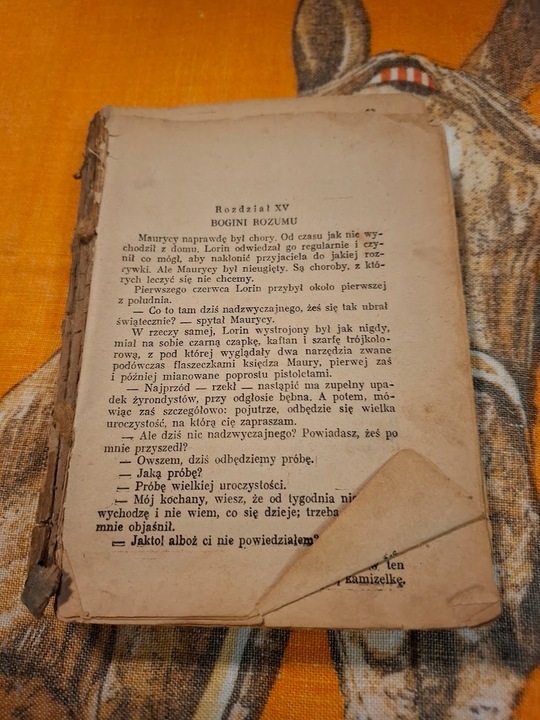 Rozdział XV
BOGINI ROZUMU
Maurycy naprawdę był chory. Od czasu jak nie wy-
chodził z domu, Lorin odwiedzał go regularnie i czy-
nił co mógł, aby nakłonić przyjaciela do jakiej roz-
rywki. Ale Maurycy był nieugięty. Są choroby, z któ-
rych leczyć się nie chcemy.
Pierwszego czerwca Lorin przybył około pierwszej
z południa.
— Co to tam dziś nadzwyczajnego, żeś się tak ubrał
świątecznie? — spytał Maurycy.
W rzeczy samej, Lorin wystrojony był jak nigdy,
miał na sobie czarną czapkę, kaftan i szarfę trójkolo-
rową, z pod której wyglądały dwa narzędzia zwane
podówczas flaszeczkami księdza Maury, pierwej zaś
i później mianowane poprostu pistoletami.
— Najprzód — rzekł — nastąpić ma zupełny upa-
dek żyrondystów, przy odgłosie bębna. A potem, mó-
wiąc zaś szczegółowo: pojutrze, odbędzie się wielka
uroczystość, na którą cię zapraszam.
— Ale dziś nic nadzwyczajnego? Powiadasz, żeś po
mnie przyszedł?
— Owszem, dziś odbędziemy próbę.
— Jaką próbę?
— Próbę wielkiej uroczystości.
— Mój kochany, wiesz, że od tygodnia
wychodzę i nie wiem, co się dzieje; trzeba
mnie objaśnił.
— Jakto! alboż ci nie powiedziałem?
ten
kamizelkę.